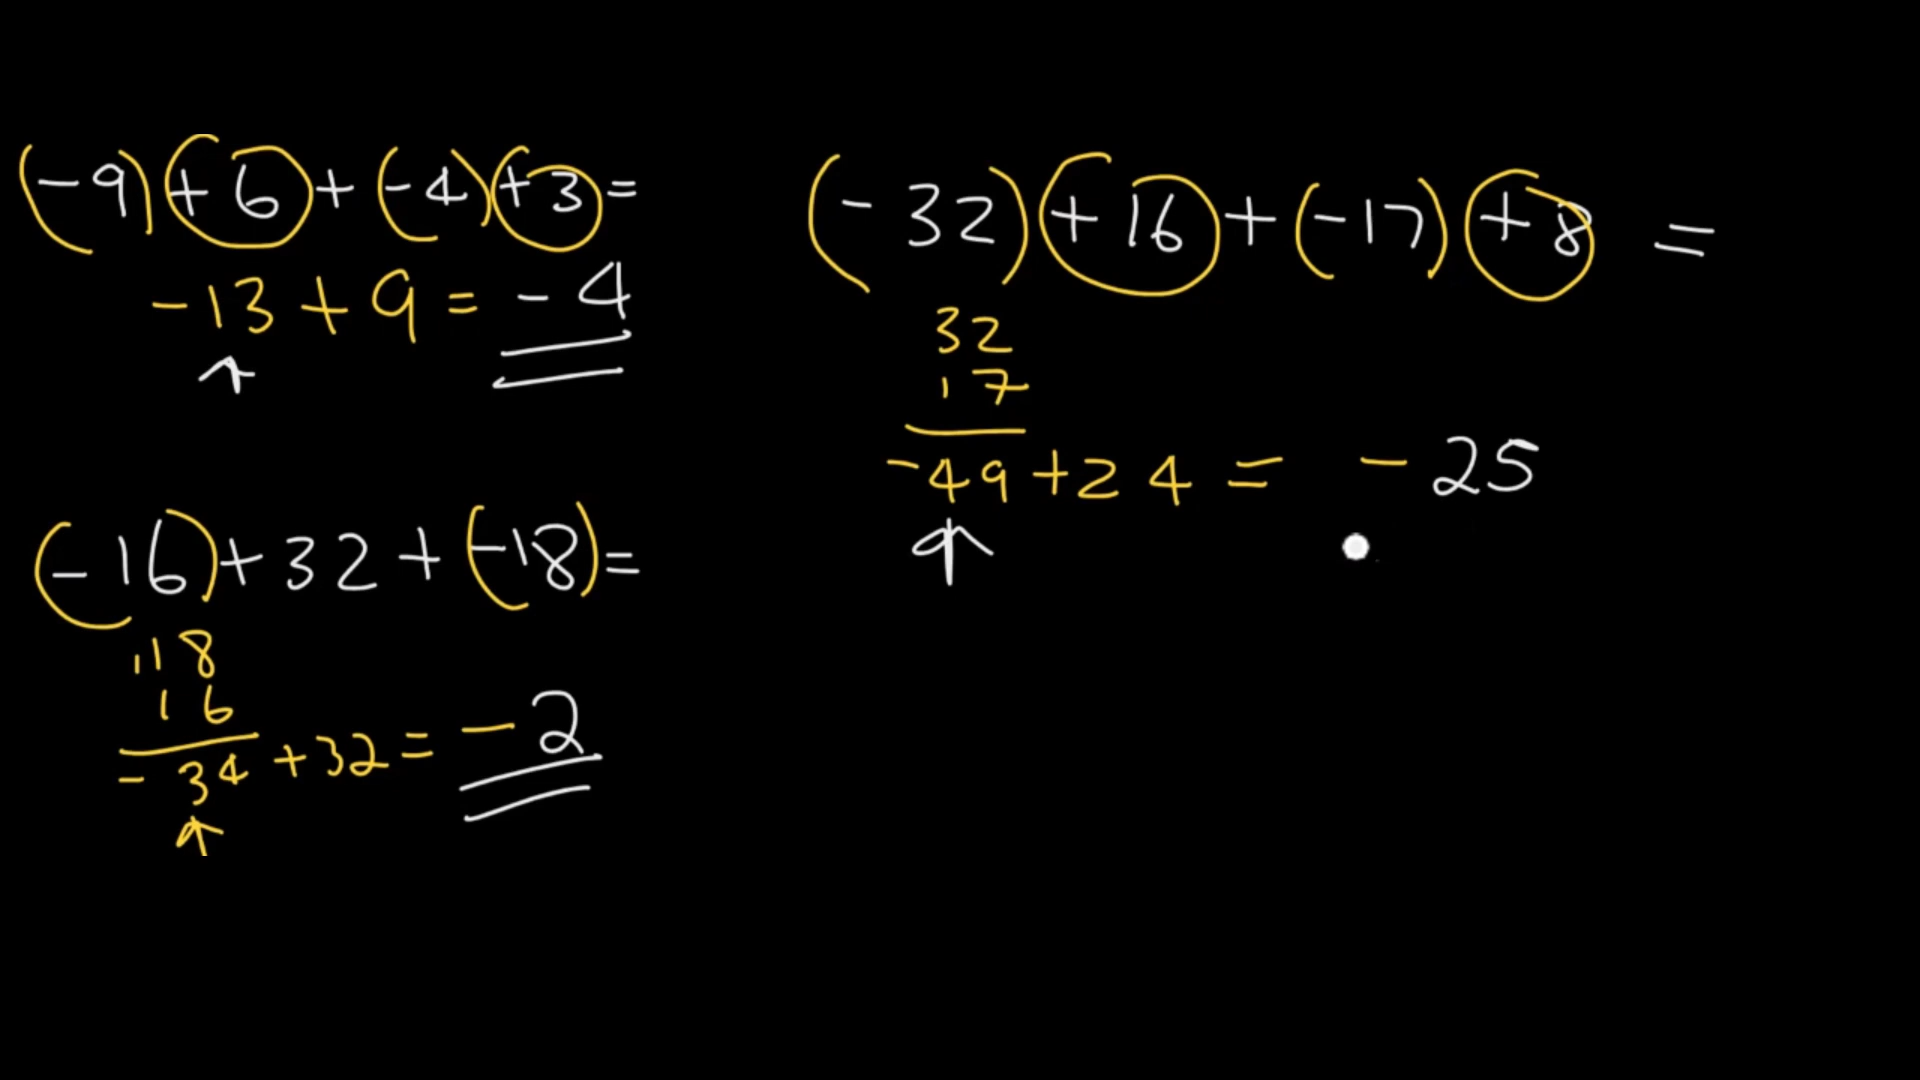 -9 + 6 + -4 + 3 =
-13 + 9 = -4
-16 + 32 + -18 =
18
16
-34 + 32 = -2
-32 + 16 + -17 + 8 =
32
17
-49 + 24 = -25